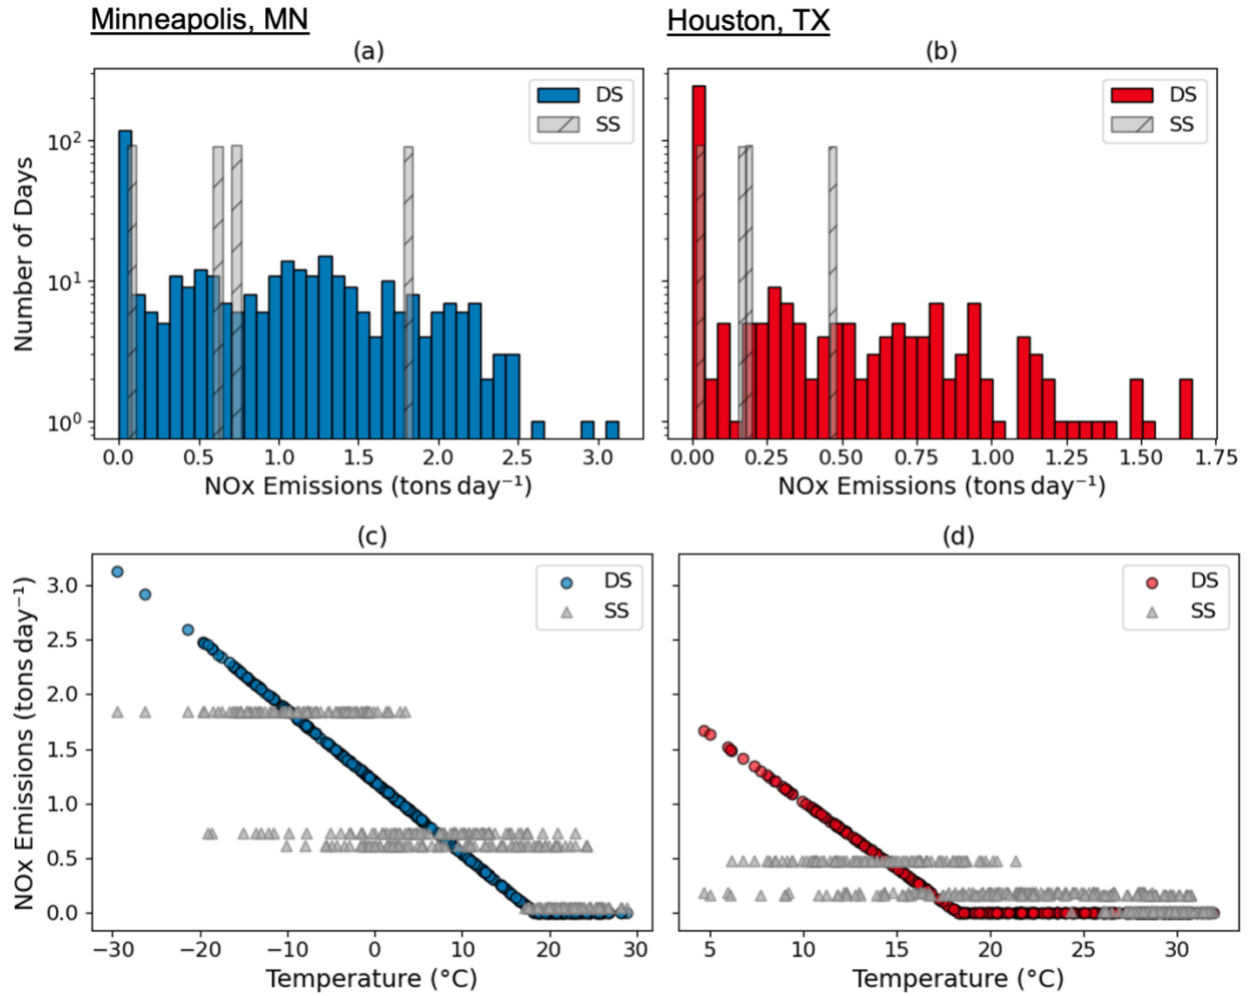 Minneapolis, MN
Houston, TX
(a)
(b)
DS
SS
DS
SS
Number of Days
10²
10¹
10⁰
0.0 0.5 1.0 1.5 2.0 2.5 3.0
0.00 0.25 0.50 0.75 1.00 1.25 1.50 1.75
NOx Emissions (tons day⁻¹)
NOx Emissions (tons day⁻¹)
(c)
(d)
DS
SS
DS
SS
NOx Emissions (tons day⁻¹)
3.0
2.5
2.0
1.5
1.0
0.5
0.0
−30 −20 −10 0 10 20 30
5 10 15 20 25 30
Temperature (°C)
Temperature (°C)